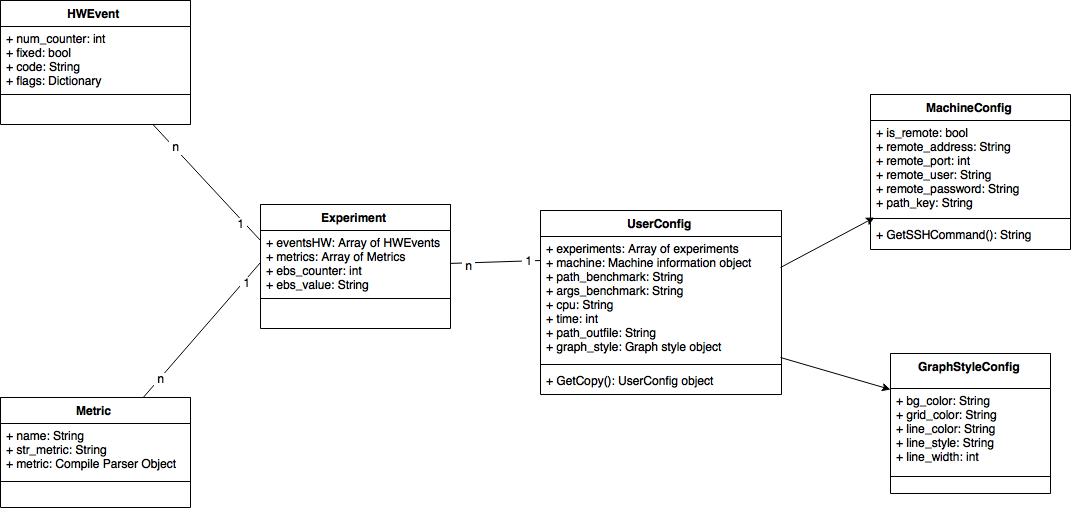 HWEvent
+ num_counter: int
+ fixed: bool
+ code: String
+ flags: Dictionary
n
1
Experiment
+ eventsHW: Array of HWEvents
+ metrics: Array of Metrics
+ ebs_counter: int
+ ebs_value: String
1
n
Metric
+ name: String
+ str_metric: String
+ metric: Compile Parser Object
n
1
UserConfig
+ experiments: Array of experiments
+ machine: Machine information object
+ path_benchmark: String
+ args_benchmark: String
+ cpu: String
+ time: int
+ path_outfile: String
+ graph_style: Graph style object
+ GetCopy(): UserConfig object
MachineConfig
+ is_remote: bool
+ remote_address: String
+ remote_port: int
+ remote_user: String
+ remote_password: String
+ path_key: String
+ GetSSHCommand(): String
GraphStyleConfig
+ bg_color: String
+ grid_color: String
+ line_color: String
+ line_style: String
+ line_width: int